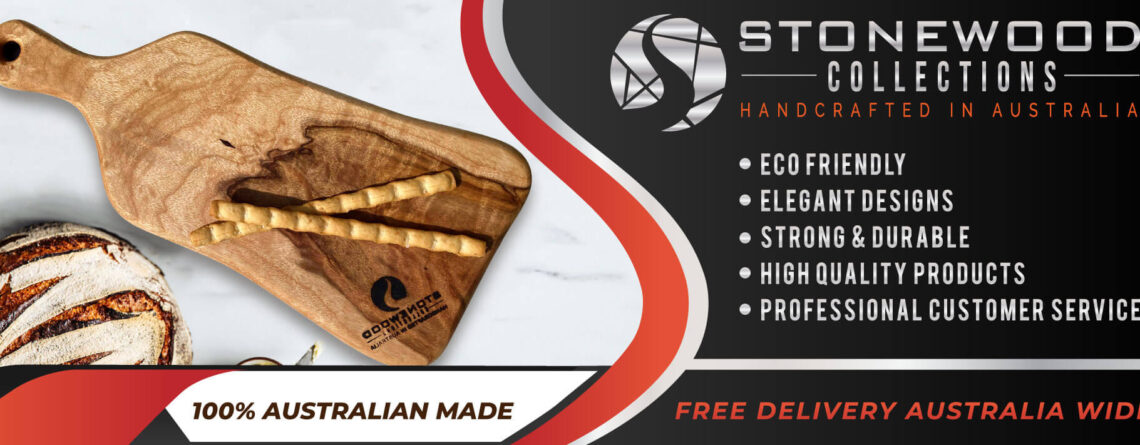 STONEWOOD
COLLECTIONS
HANDCRAFTED IN AUSTRALIA
• ECO FRIENDLY
• ELEGANT DESIGNS
• STRONG & DURABLE
• HIGH QUALITY PRODUCTS
• PROFESSIONAL CUSTOMER SERVICE
100% AUSTRALIAN MADE
FREE DELIVERY AUSTRALIA WID